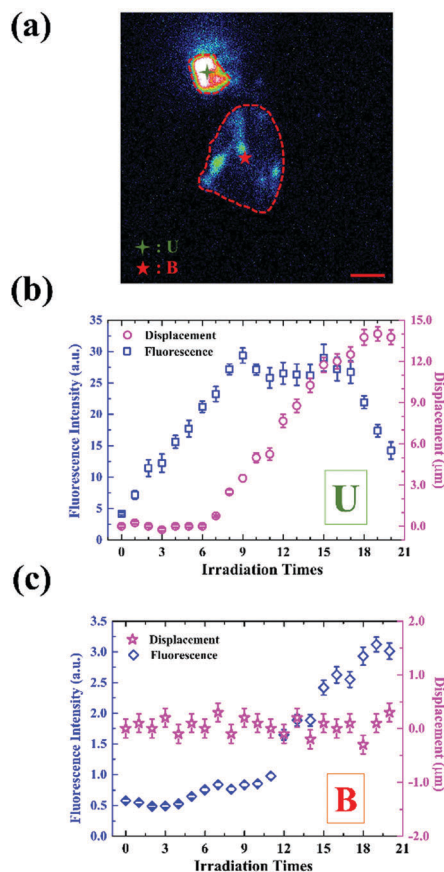 (a)
: U
: B
(b)
35
30
25
20
15
10
5
0
Fluorescence Intensity (a.u.)
Displacement
Fluorescence
15.0
12.0
9.0
6.0
3.0
0.0
Displacement (μm)
U
0 3 6 9 12 15 18 21
Irradiation Times
(c)
3.5
3.0
2.5
2.0
1.5
1.0
0.5
0.0
Fluorescence Intensity (a.u.)
Displacement
Fluorescence
2.0
1.0
0.0
-1.0
-2.0
Displacement (μm)
B
0 3 6 9 12 15 18 21
Irradiation Times